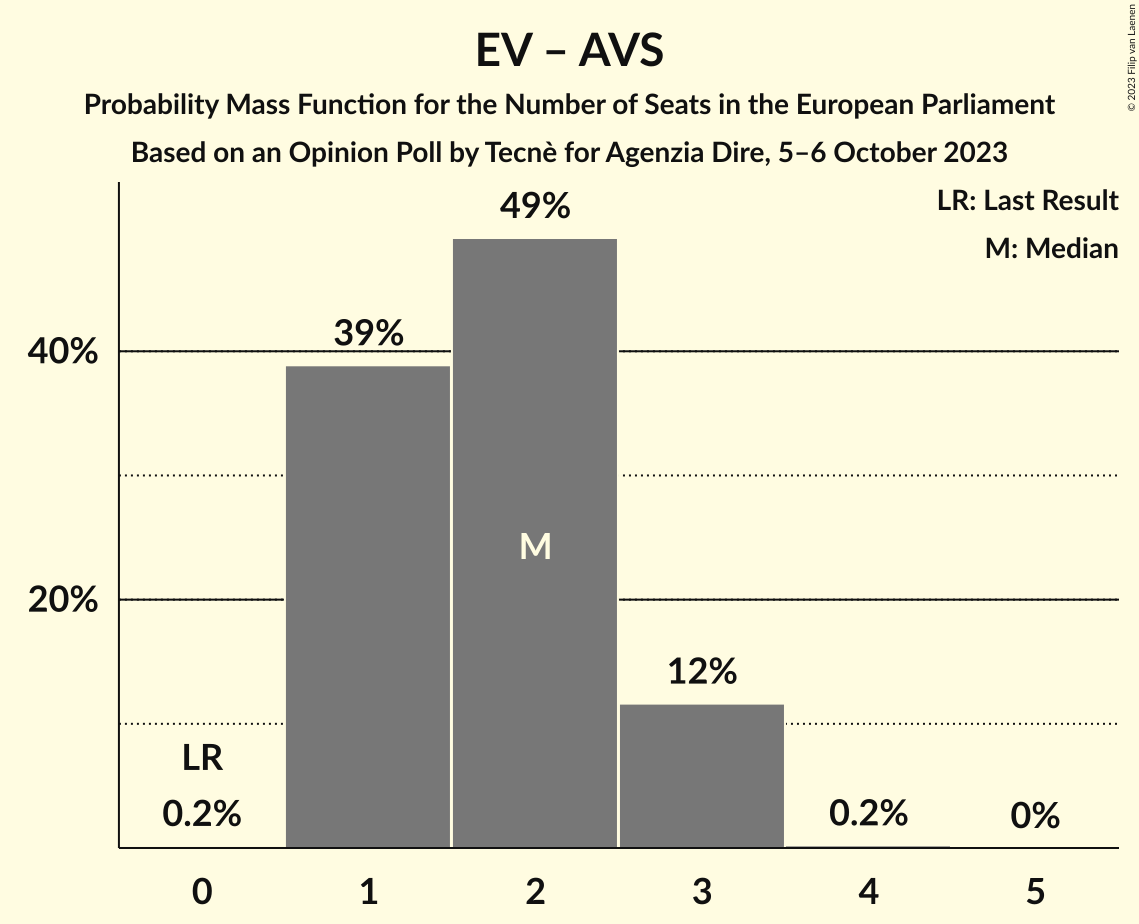 EV – AVS
Probability Mass Function for the Number of Seats in the European Parliament
Based on an Opinion Poll by Tecnè for Agenzia Dire, 5–6 October 2023
© 2023 Filip van Laenen
LR: Last Result
M: Median
49%
39%
40%
M
20%
12%
LR
0.2%
0.2%
0%
0 1 2 3 4 5